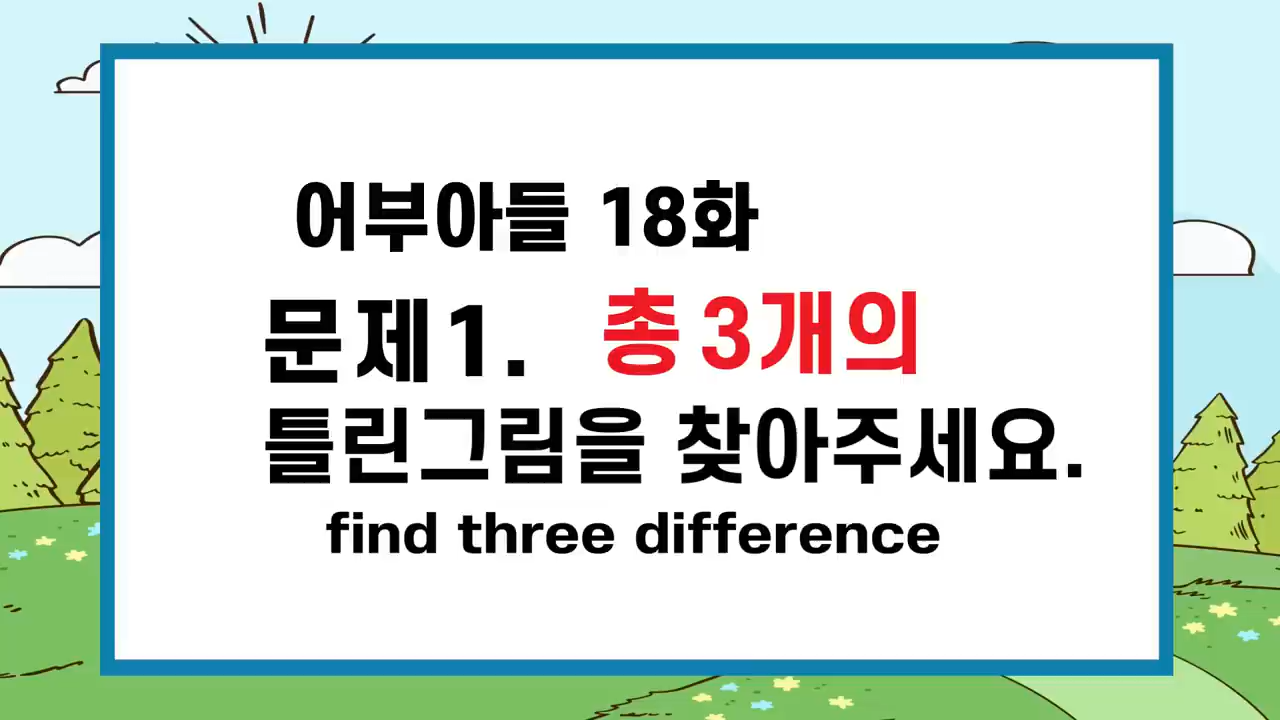 어부아들 18화
문제1. 총 3개의
틀린그림을 찾아주세요.
find three difference